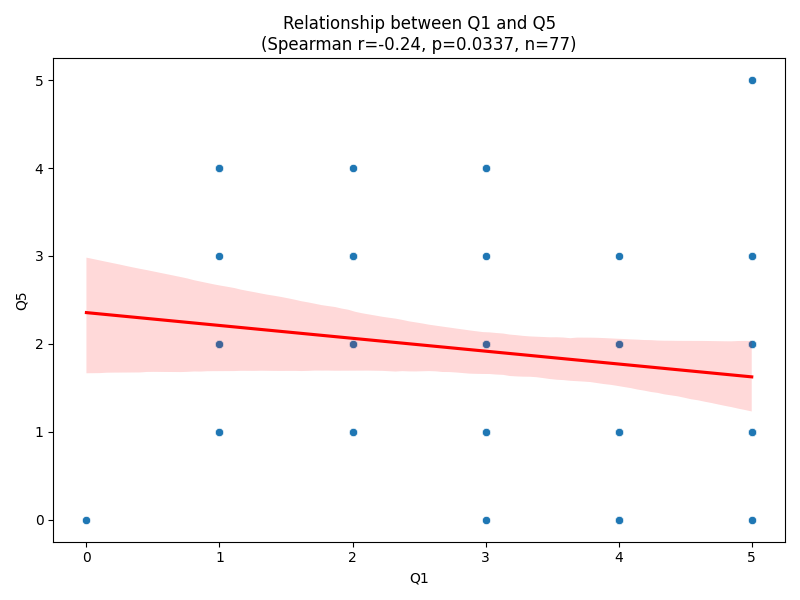 Relationship between Q1 and Q5
(Spearman r=-0.24, p=0.0337, n=77)
5
4
3
2
1
0
Q5
0 1 2 3 4 5
Q1